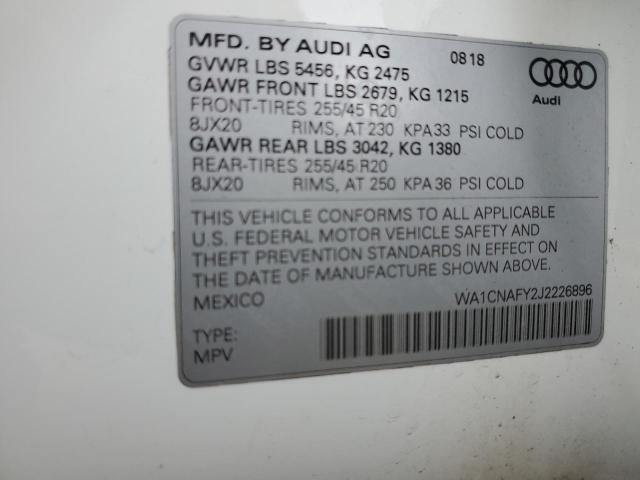 MFD. BY AUDI AG 0818
GVWR LBS 5456, KG 2475
GAWR FRONT LBS 2679, KG 1215
FRONT-TIRES 255/45 R20
8JX20 RIMS, AT 230 KPA33 PSI COLD
GAWR REAR LBS 3042, KG 1380
REAR-TIRES 255/45 R20
8JX20 RIMS, AT 250 KPA 36 PSI COLD
Audi
THIS VEHICLE CONFORMS TO ALL APPLICABLE
U.S. FEDERAL MOTOR VEHICLE SAFETY AND
THEFT PREVENTION STANDARDS IN EFFECT ON
THE DATE OF MANUFACTURE SHOWN ABOVE.
MEXICO WA1CNAFY2J2226896
TYPE:
MPV